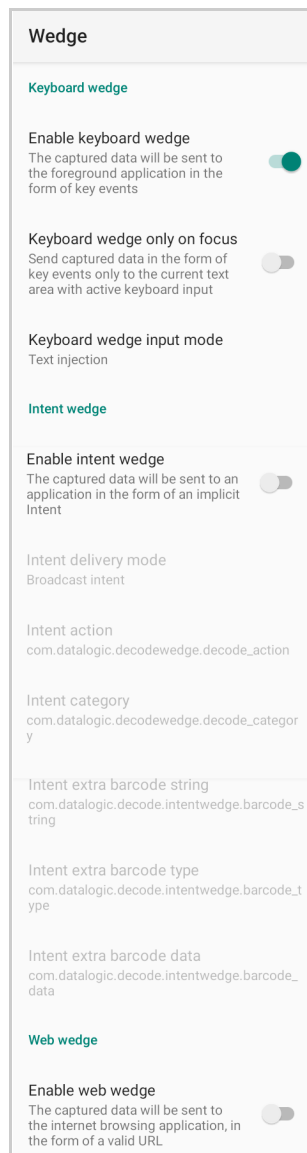 Wedge
Keyboard wedge
Enable keyboard wedge
The captured data will be sent to
the foreground application in the
form of key events
Keyboard wedge only on focus
Send captured data in the form of
key events only to the current text
area with active keyboard input
Keyboard wedge input mode
Text injection
Intent wedge
Enable intent wedge
The captured data will be sent to an
application in the form of an implicit
Intent
Intent delivery mode
Broadcast intent
Intent action
com.datalogic.decodewedge.decode_action
Intent category
com.datalogic.decodewedge.decode_categor
y
Intent extra barcode string
com.datalogic.decode.intentwedge.barcode_s
tring
Intent extra barcode type
com.datalogic.decode.intentwedge.barcode_t
ype
Intent extra barcode data
com.datalogic.decode.intentwedge.barcode_
data
Web wedge
Enable web wedge
The captured data will be sent to
the internet browsing application, in
the form of a valid URL